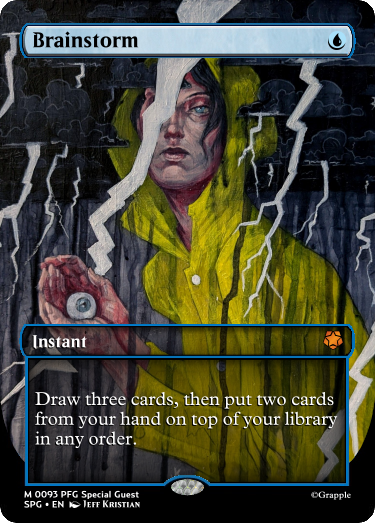 Brainstorm
Instant
Draw three cards, then put two cards
from your hand on top of your library
in any order.
M 0093 PFG Special Guest
SPG • EN Jeff Kristian
©Grapple